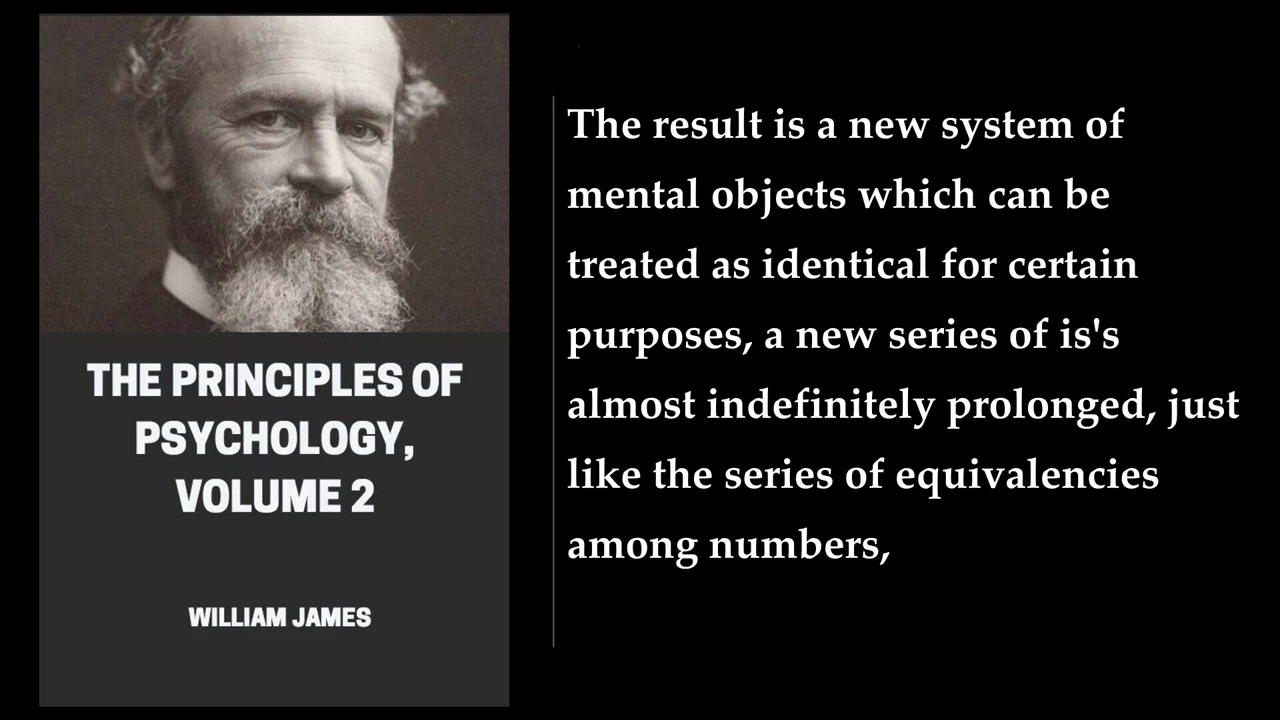 THE PRINCIPLES OF
PSYCHOLOGY,
VOLUME 2
WILLIAM JAMES
The result is a new system of
mental objects which can be
treated as identical for certain
purposes, a new series of is's
almost indefinitely prolonged, just
like the series of equivalencies
among numbers,